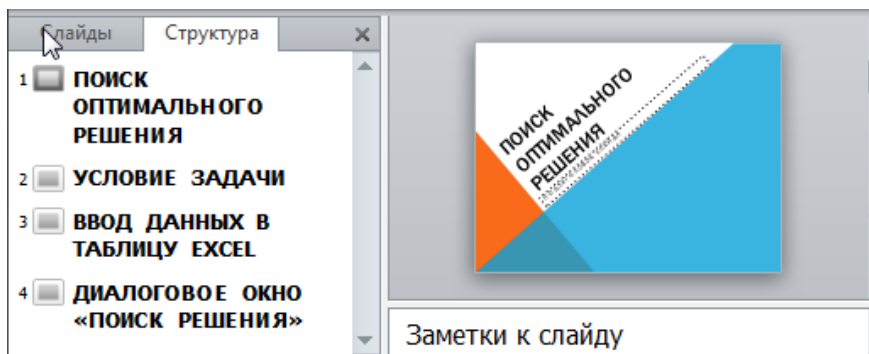 Слайды
Структура
1 ПОИСК
ОПТИМАЛЬНОГО
РЕШЕНИЯ
2 УСЛОВИЕ ЗАДАЧИ
3 ВВОД ДАННЫХ В
ТАБЛИЦУ EXCEL
4 ДИАЛОГОВОЕ ОКНО
«ПОИСК РЕШЕНИЯ»
ПОИСК
ОПТИМАЛЬНОГО
РЕШЕНИЯ
Заметки к слайду